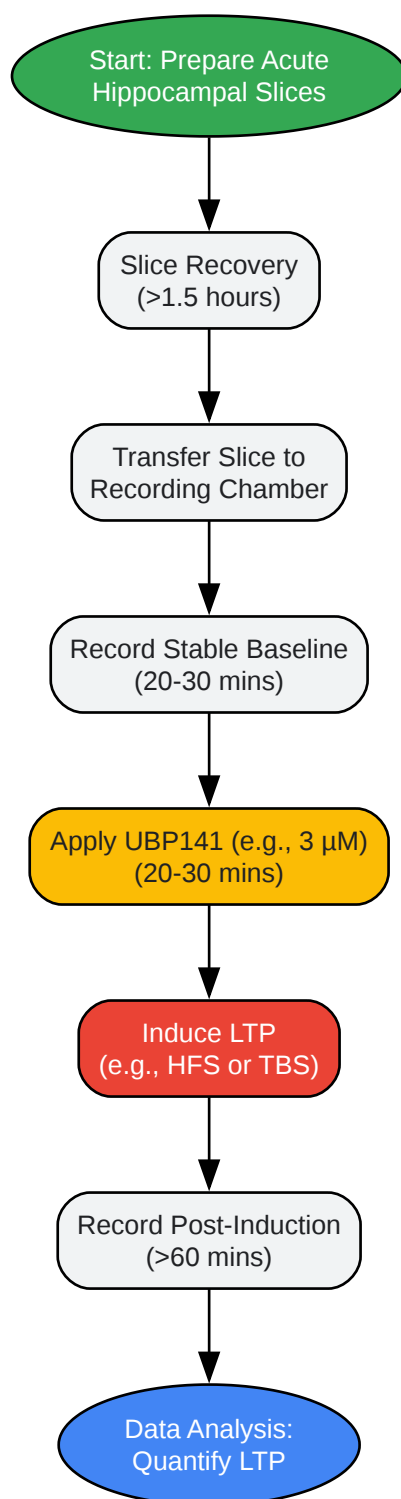 Start: Prepare Acute
Hippocampal Slices
Slice Recovery
(>1.5 hours)
Transfer Slice to
Recording Chamber
Record Stable Baseline
(20-30 mins)
Apply UBP141 (e.g., 3 µM)
(20-30 mins)
Induce LTP
(e.g., HFS or TBS)
Record Post-Induction
(>60 mins)
Data Analysis:
Quantify LTP